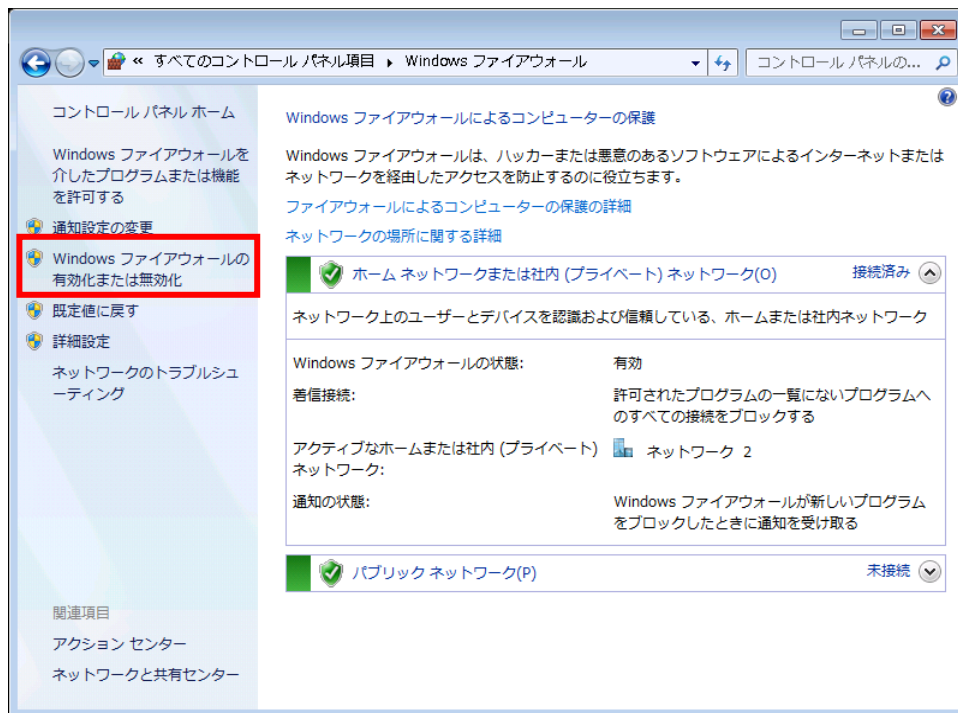 « すべてのコントロール パネル項目 ▸ Windows ファイアウォール
コントロール パネルの...
コントロール パネル ホーム
Windows ファイアウォールを
介したプログラムまたは機能
を許可する
通知設定の変更
Windows ファイアウォールの
有効化または無効化
既定値に戻す
詳細設定
ネットワークのトラブルシュ
ーティング
関連項目
アクション センター
ネットワークと共有センター
Windows ファイアウォールによるコンピューターの保護
Windows ファイアウォールは、ハッカーまたは悪意のあるソフトウェアによるインターネットまたは
ネットワークを経由したアクセスを防止するのに役立ちます。
ファイアウォールによるコンピューターの保護の詳細
ネットワークの場所に関する詳細
ホーム ネットワークまたは社内 (プライベート) ネットワーク(O) 接続済み
ネットワーク上のユーザーとデバイスを認識および信頼している、ホームまたは社内ネットワーク
Windows ファイアウォールの状態: 有効
着信接続: 許可されたプログラムの一覧にないプログラムへ
のすべての接続をブロックする
アクティブなホームまたは社内 (プライベート) ネットワーク 2
ネットワーク:
通知の状態: Windows ファイアウォールが新しいプログラム
をブロックしたときに通知を受け取る
パブリック ネットワーク(P) 未接続